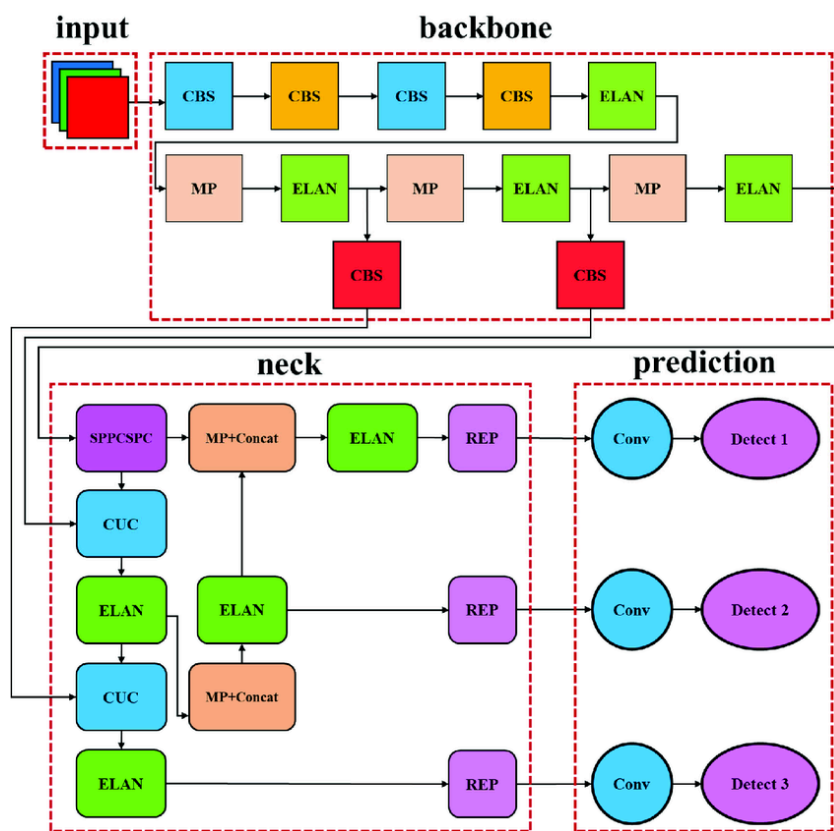 input
backbone
CBS
CBS
CBS
CBS
ELAN
MP
ELAN
MP
ELAN
MP
ELAN
CBS
CBS
neck
prediction
SPPCSPC
MP+Concat
ELAN
REP
Conv
Detect 1
CUC
ELAN
ELAN
REP
Conv
Detect 2
CUC
MP+Concat
ELAN
REP
Conv
Detect 3